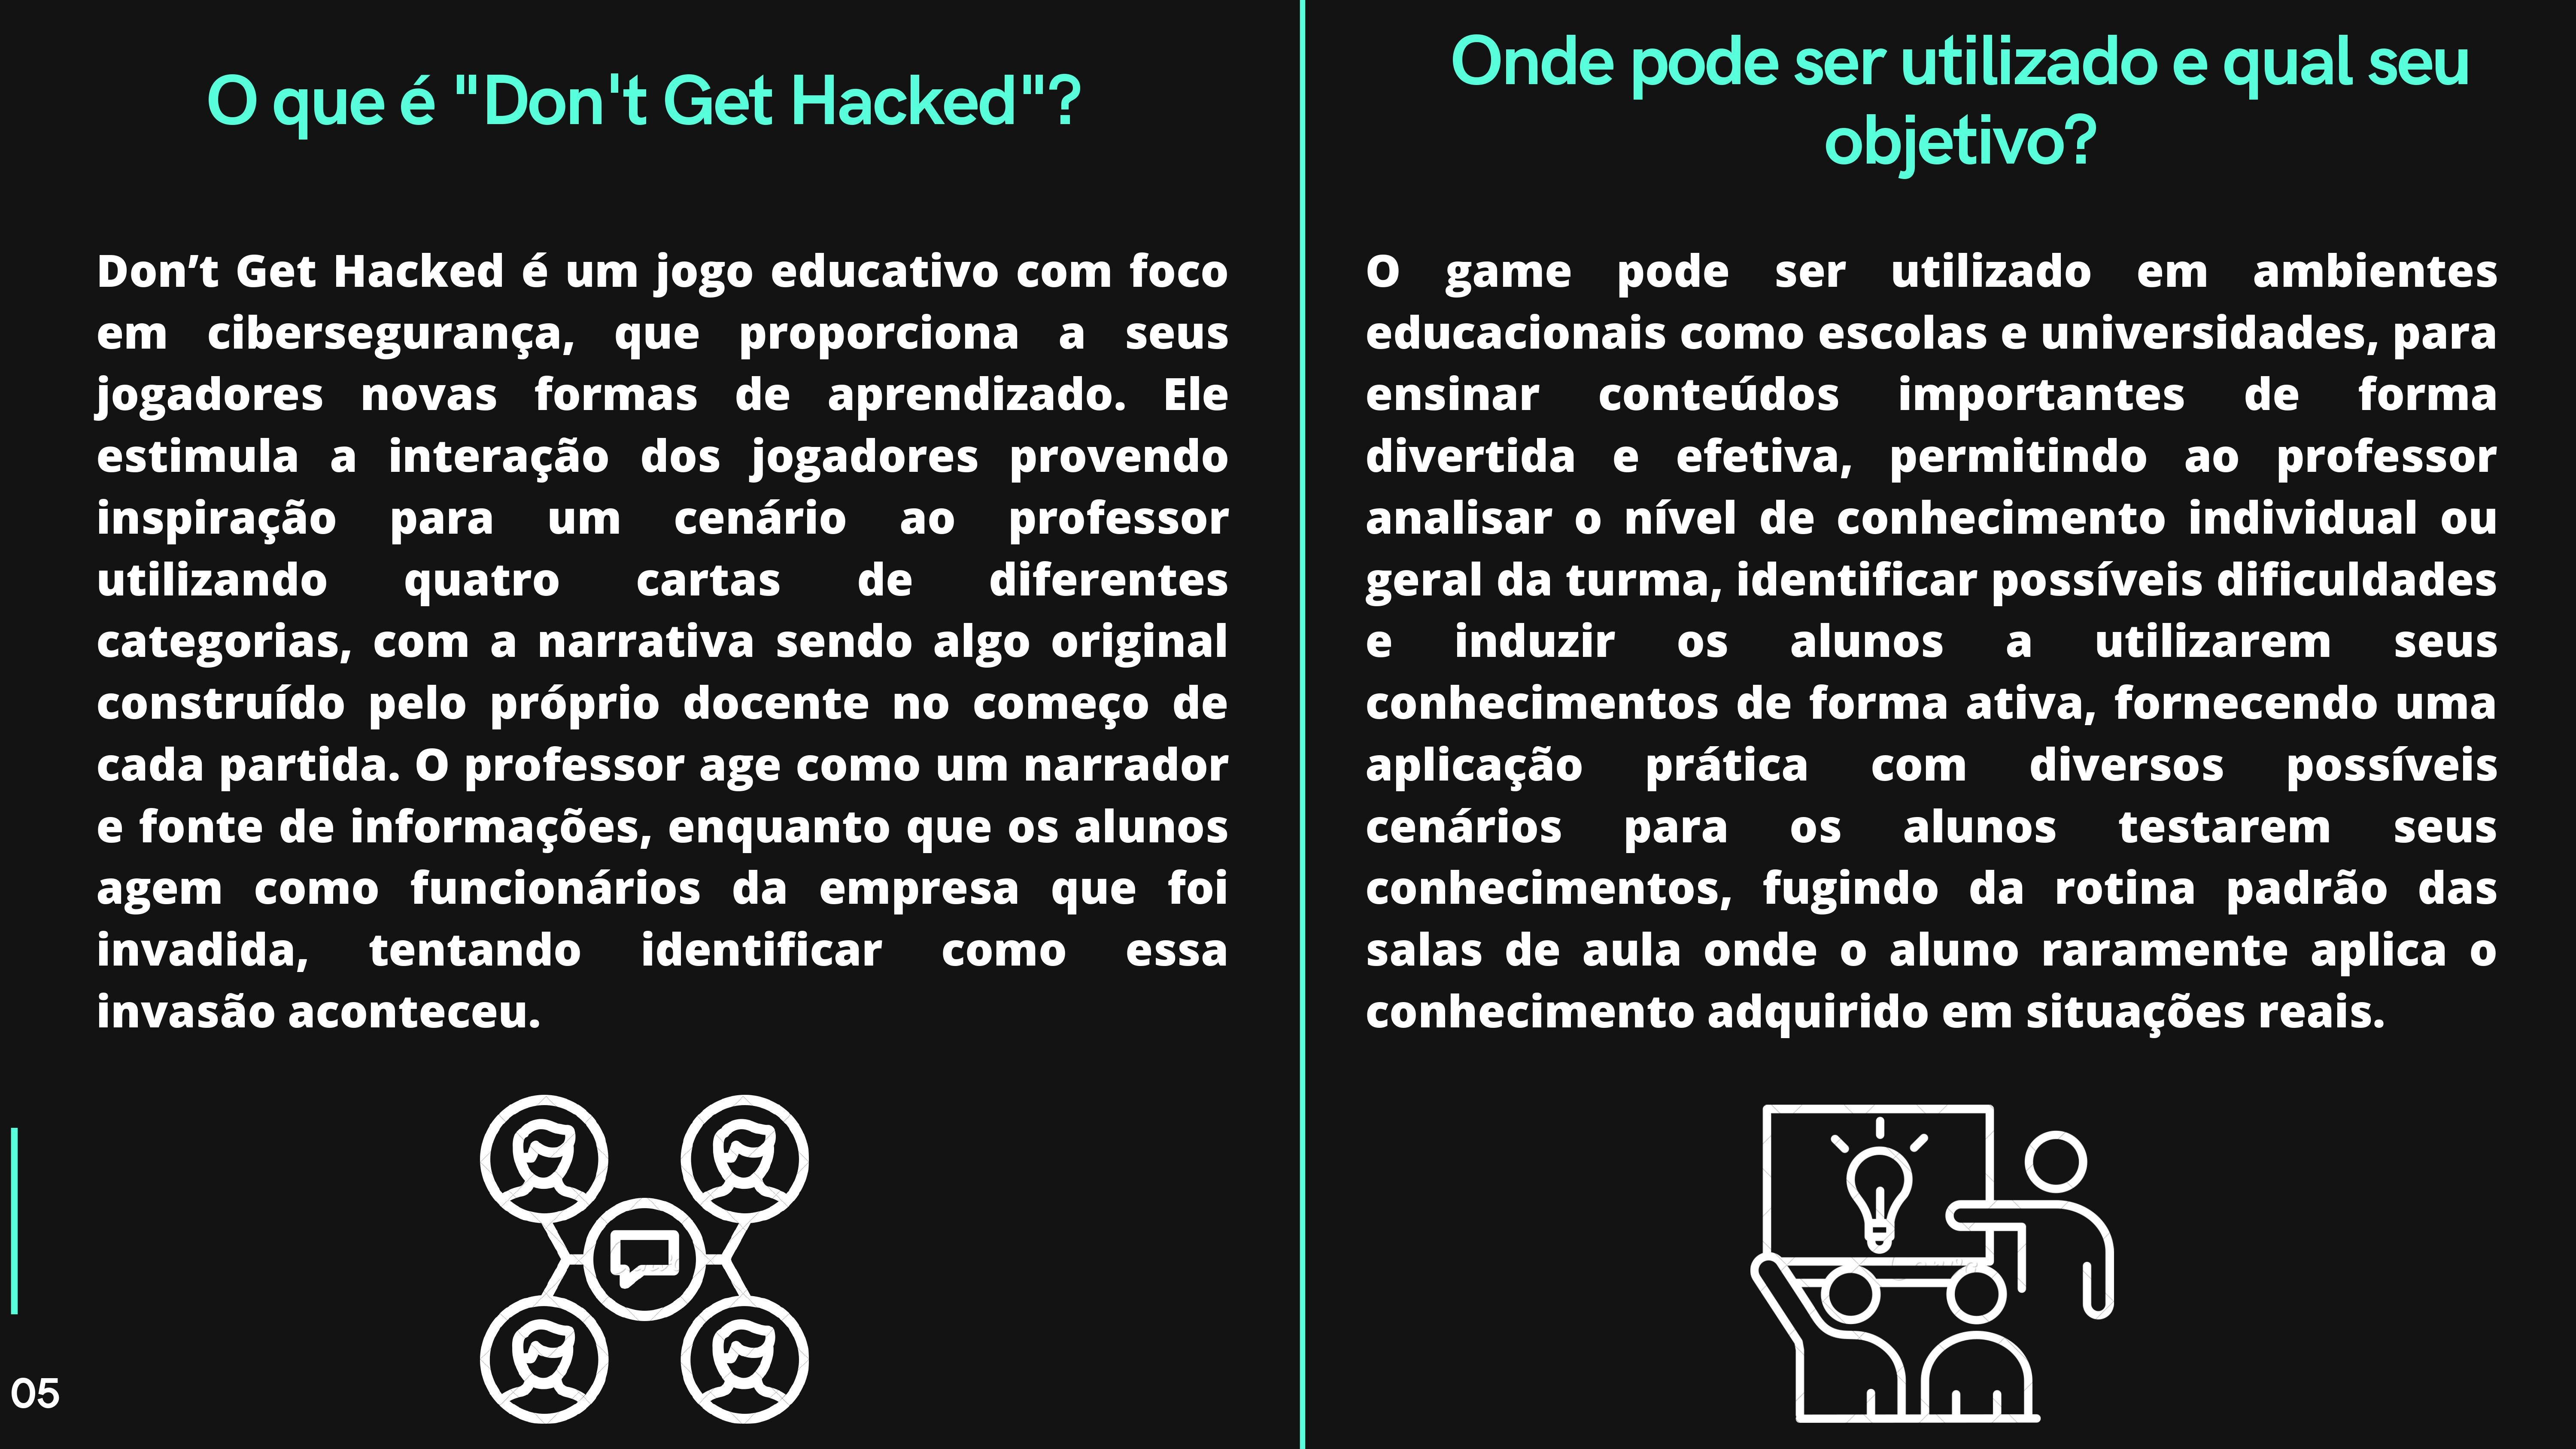 O que é "Don't Get Hacked"?
Don’t Get Hacked é um jogo educativo com foco
em cibersegurança, que proporciona a seus
jogadores novas formas de aprendizado. Ele
estimula a interação dos jogadores provendo
inspiração para um cenário ao professor
utilizando quatro cartas de diferentes
categorias, com a narrativa sendo algo original
construído pelo próprio docente no começo de
cada partida. O professor age como um narrador
e fonte de informações, enquanto que os alunos
agem como funcionários da empresa que foi
invadida, tentando identificar como essa
invasão aconteceu.
05
Onde pode ser utilizado e qual seu
objetivo?
O game pode ser utilizado em ambientes
educacionais como escolas e universidades, para
ensinar conteúdos importantes de forma
divertida e efetiva, permitindo ao professor
analisar o nível de conhecimento individual ou
geral da turma, identificar possíveis dificuldades
e induzir os alunos a utilizarem seus
conhecimentos de forma ativa, fornecendo uma
aplicação prática com diversos possíveis
cenários para os alunos testarem seus
conhecimentos, fugindo da rotina padrão das
salas de aula onde o aluno raramente aplica o
conhecimento adquirido em situações reais.